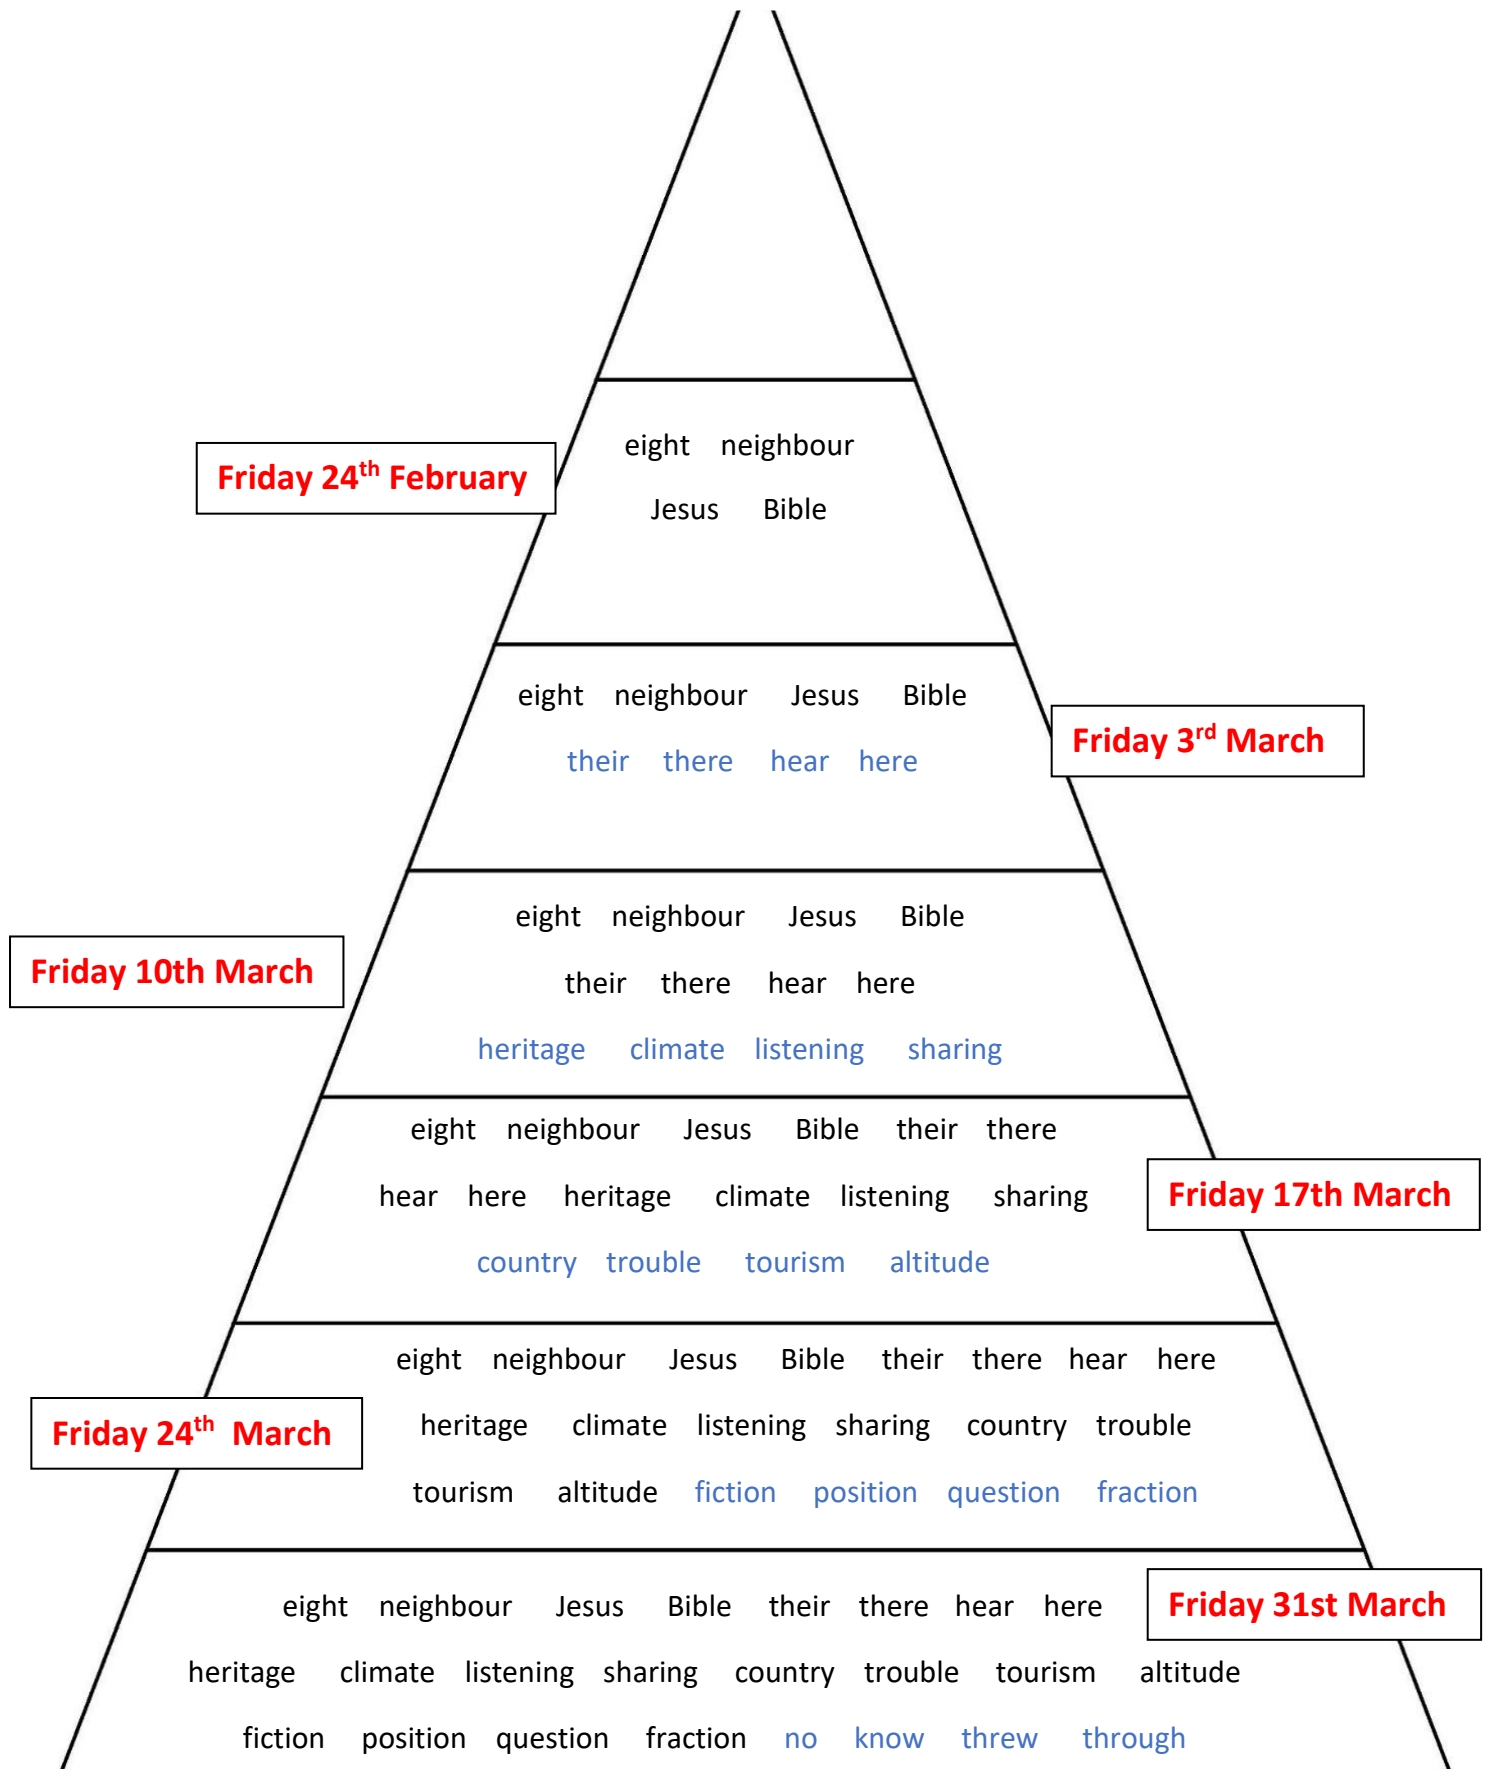 eight neighbour
Friday 24th February
Jesus Bible
eight neighbour Jesus Bible
Friday 3rd March
their there hear here
eight neighbour Jesus Bible
Friday 10th March
their there hear here
heritage climate listening sharing
eight neighbour Jesus Bible their there
hear here heritage climate listening sharing
Friday 17th March
country trouble tourism altitude
eight neighbour Jesus Bible their there hear here
heritage climate listening sharing country trouble
Friday 24th March
tourism altitude fiction position question fraction
eight neighbour Jesus Bible their there hear here
Friday 31st March
heritage climate listening sharing country trouble tourism altitude
fiction position question fraction no know threw through